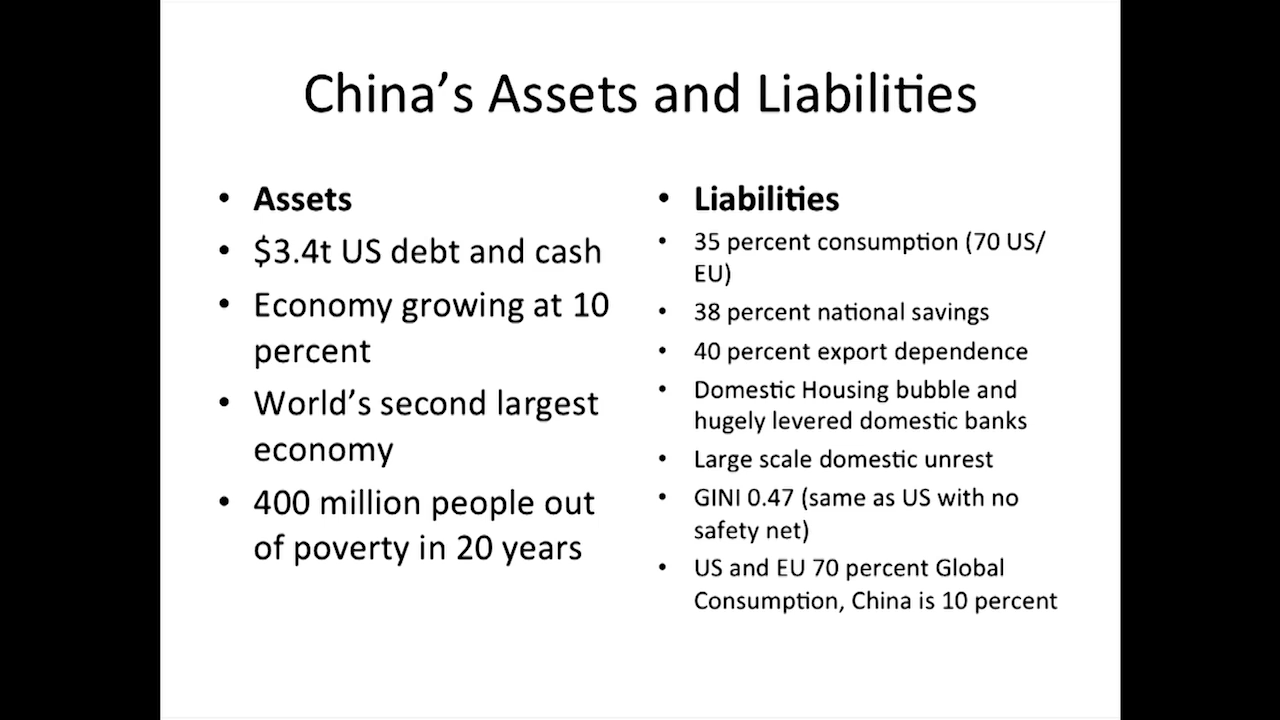 China’s Assets and Liabilities
• Assets
• $3.4t US debt and cash
• Economy growing at 10
percent
• World’s second largest
economy
• 400 million people out
of poverty in 20 years
• Liabilities
• 35 percent consumption (70 US/
EU)
• 38 percent national savings
• 40 percent export dependence
• Domestic Housing bubble and
hugely levered domestic banks
• Large scale domestic unrest
• GINI 0.47 (same as US with no
safety net)
• US and EU 70 percent Global
Consumption, China is 10 percent